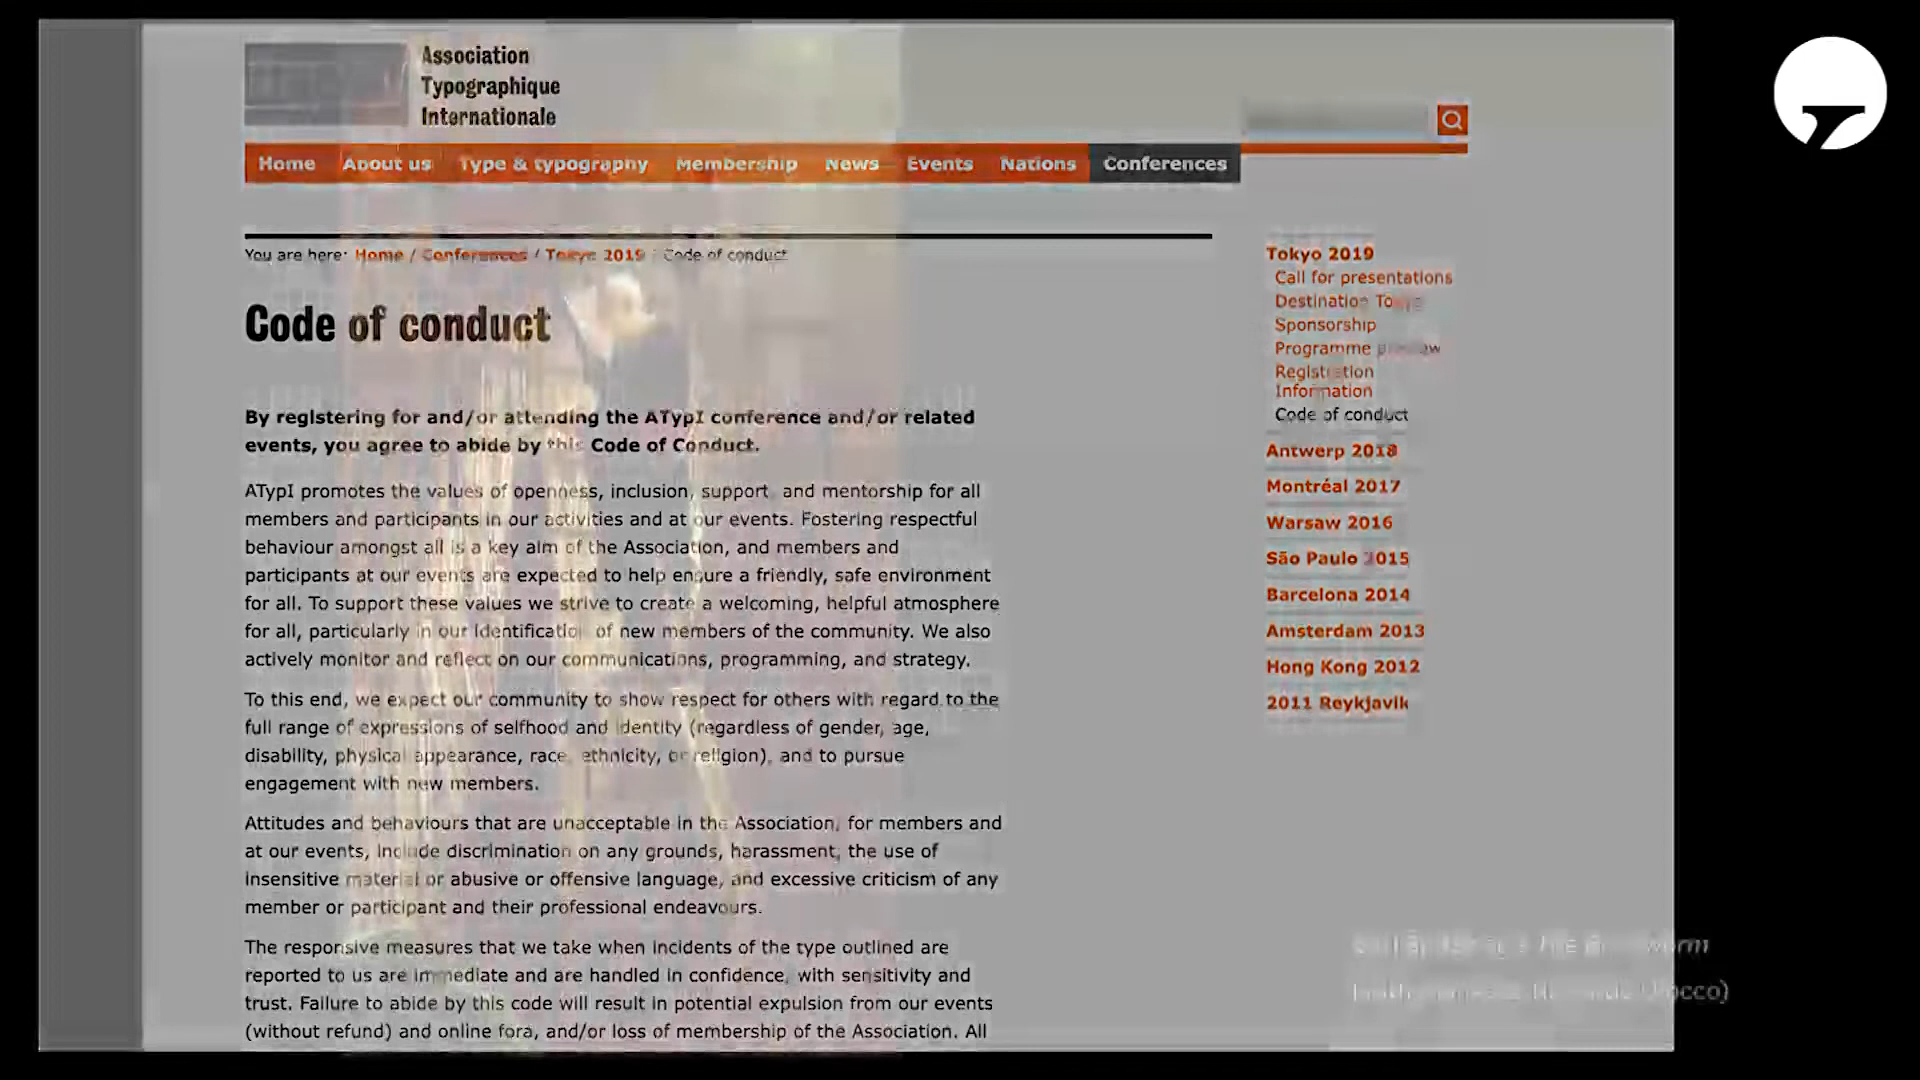 Association
Typographique
Internationale
Home About us Type & typography Membership News Events Nations Conferences
You are here: Home / Conferences / Tokyo 2019 / Code of conduct
Code of conduct
By registering for and/or attending the ATypI conference and/or related
events, you agree to abide by this Code of Conduct.
ATypI promotes the values of openness, inclusion, support, and mentorship for all
members and participants in our activities and at our events. Fostering respectful
behaviour amongst all is a key aim of the Association, and members and
participants at our events are expected to help ensure a friendly, safe environment
for all. To support these values we strive to create a welcoming, helpful atmosphere
for all, particularly in our identification of new members of the community. We also
actively monitor and reflect on our communications, programming, and strategy.
To this end, we expect our community to show respect for others with regard to the
full range of expressions of selfhood and identity (regardless of gender, age,
disability, physical appearance, race, ethnicity, or religion), and to pursue
engagement with new members.
Attitudes and behaviours that are unacceptable in the Association, for members and
at our events, include discrimination on any grounds, harassment, the use of
insensitive material or abusive or offensive language, and excessive criticism of any
member or participant and their professional endeavours.
The responsive measures that we take when incidents of the type outlined are
reported to us are immediate and are handled in confidence, with sensitivity and
trust. Failure to abide by this code will result in potential expulsion from our events
(without refund) and online fora, and/or loss of membership of the Association. All
Tokyo 2019
Call for presentations
Destination Tokyo
Sponsorship
Programme preview
Registration
Information
Code of conduct
Antwerp 2018
Montréal 2017
Warsaw 2016
São Paulo 2015
Barcelona 2014
Amsterdam 2013
Hong Kong 2012
2011 Reykjavik